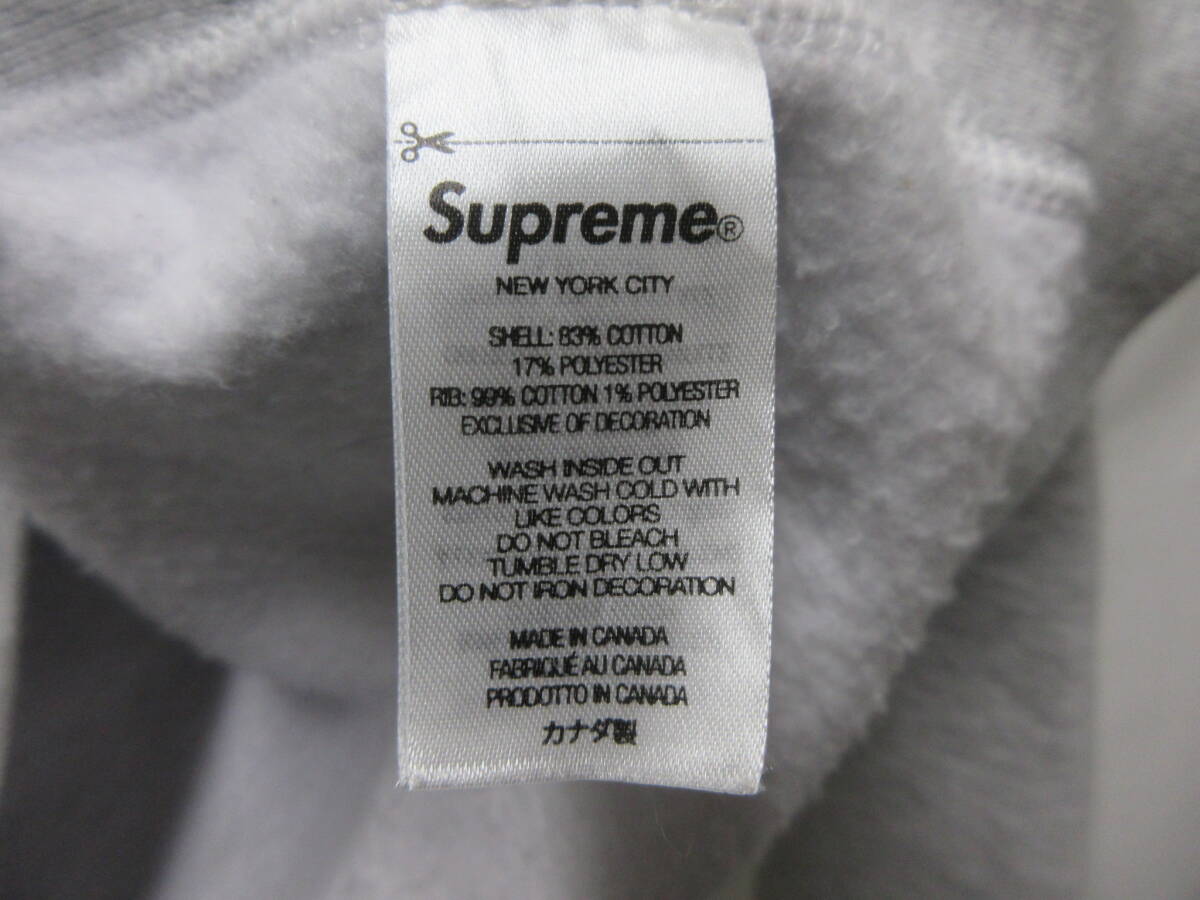 Supreme®
NEW YORK CITY
SHELL: 83% COTTON
17% POLYESTER
RIB: 99% COTTON 1% POLYESTER
EXCLUSIVE OF DECORATION
WASH INSIDE OUT
MACHINE WASH COLD WITH
LIKE COLORS
DO NOT BLEACH
TUMBLE DRY LOW
DO NOT IRON DECORATION
MADE IN CANADA
FABRIQUÉ AU CANADA
PRODOTTO IN CANADA
カナダ製